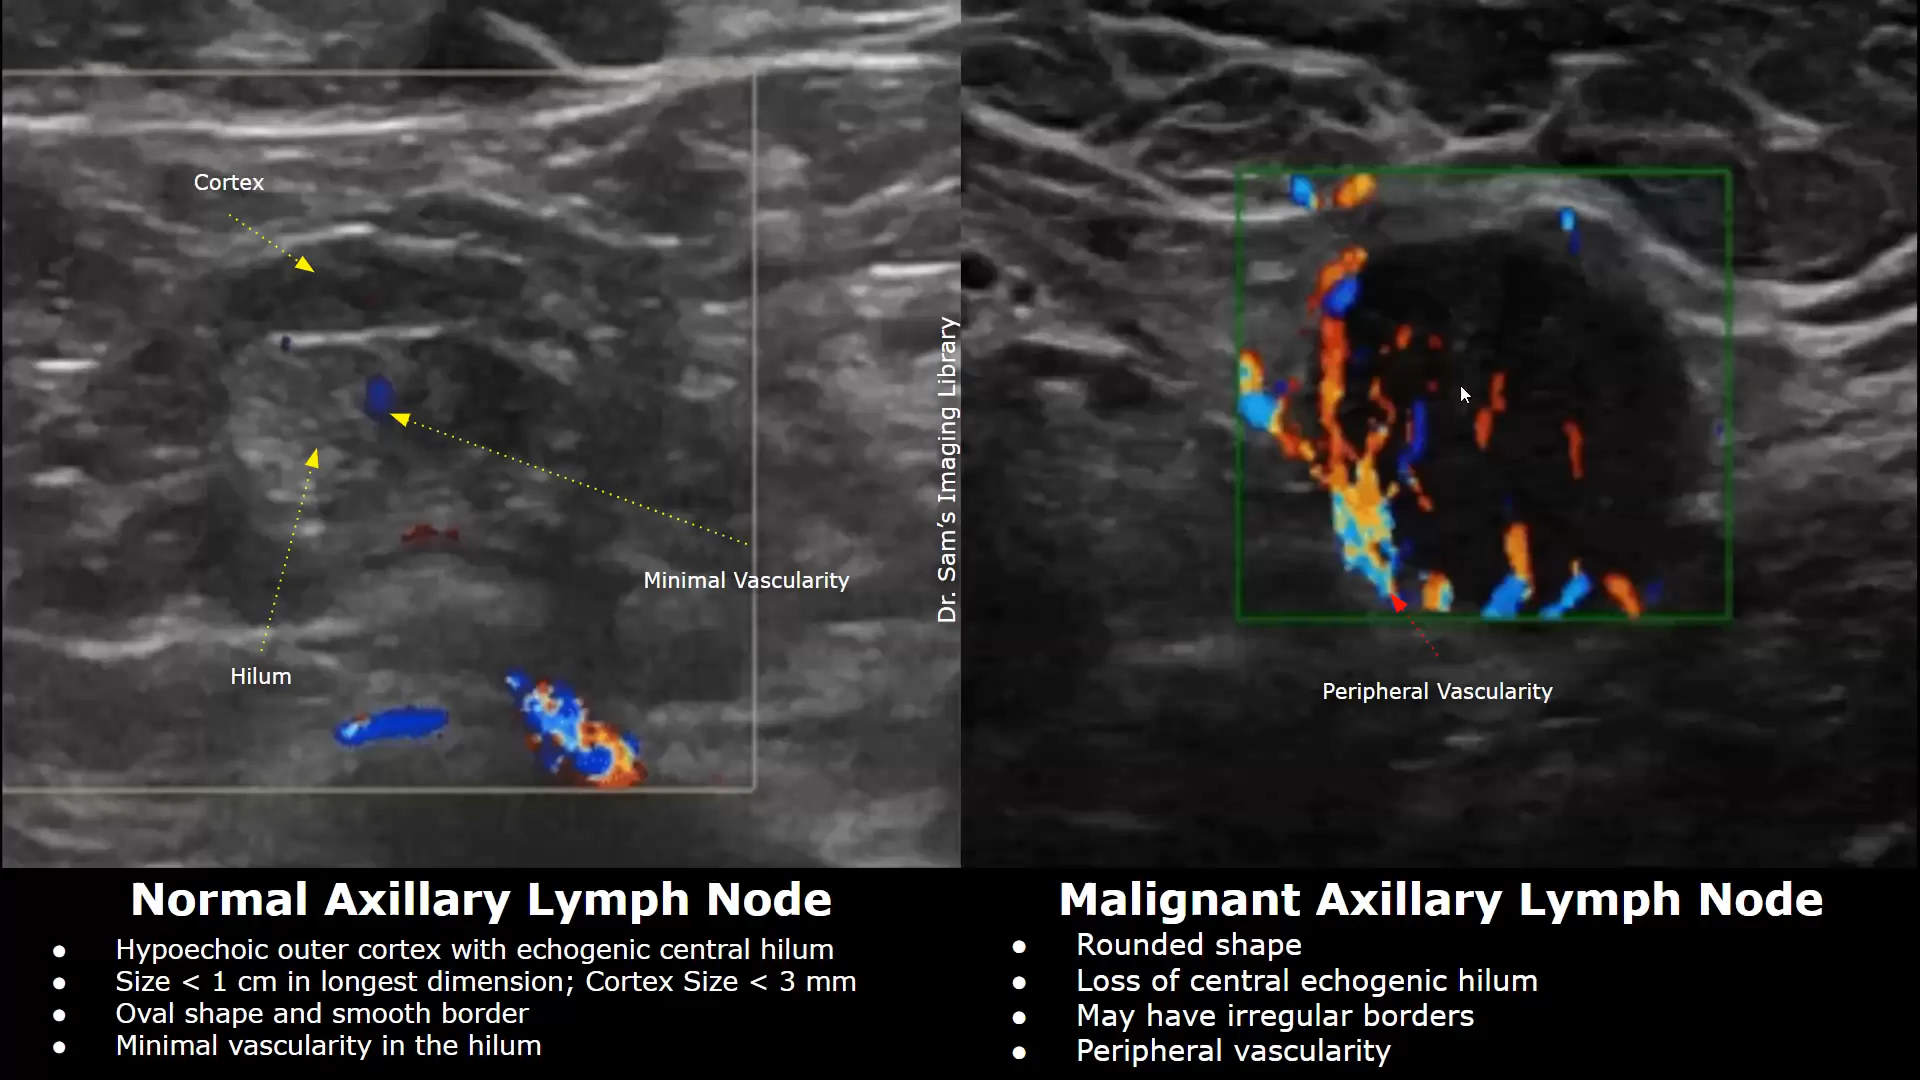 Cortex
Minimal Vascularity
Hilum
Dr. Sam's Imaging Library
Peripheral Vascularity
Normal Axillary Lymph Node
● Hypoechoic outer cortex with echogenic central hilum
● Size < 1 cm in longest dimension; Cortex Size < 3 mm
● Oval shape and smooth border
● Minimal vascularity in the hilum
Malignant Axillary Lymph Node
● Rounded shape
● Loss of central echogenic hilum
● May have irregular borders
● Peripheral vascularity